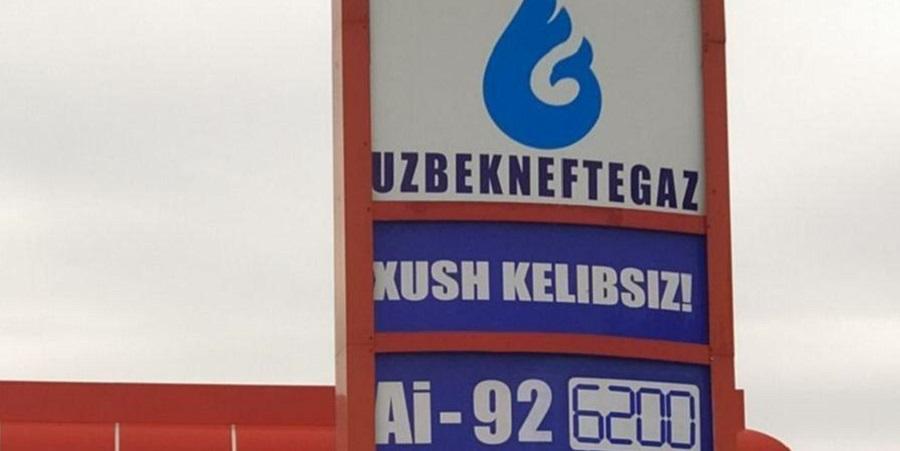 UZBEKNEFTEGAZ
XUSH KELIBSIZ!
Ai-92 6200